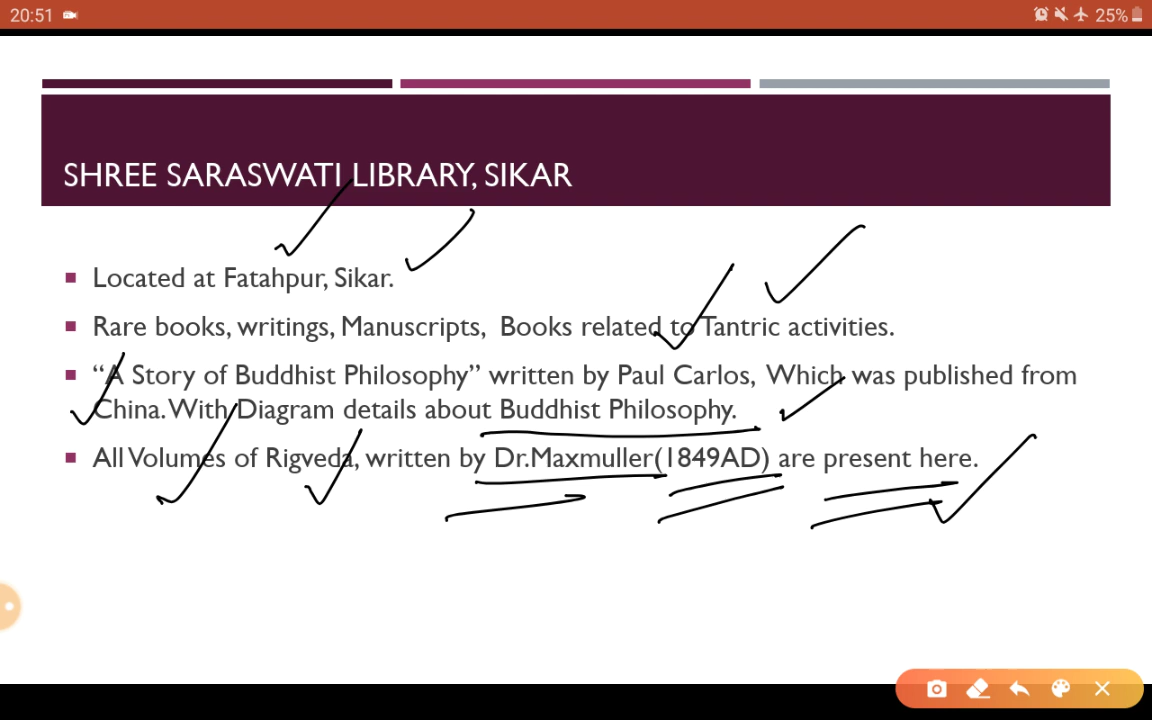 20:51
25%
SHREE SARASWATI LIBRARY, SIKAR
Located at Fatahpur, Sikar.
Rare books, writings, Manuscripts, Books related to Tantric activities.
“A Story of Buddhist Philosophy” written by Paul Carlos, Which was published from
China. With Diagram details about Buddhist Philosophy.
All Volumes of Rigveda, written by Dr.Maxmuller(1849AD) are present here.